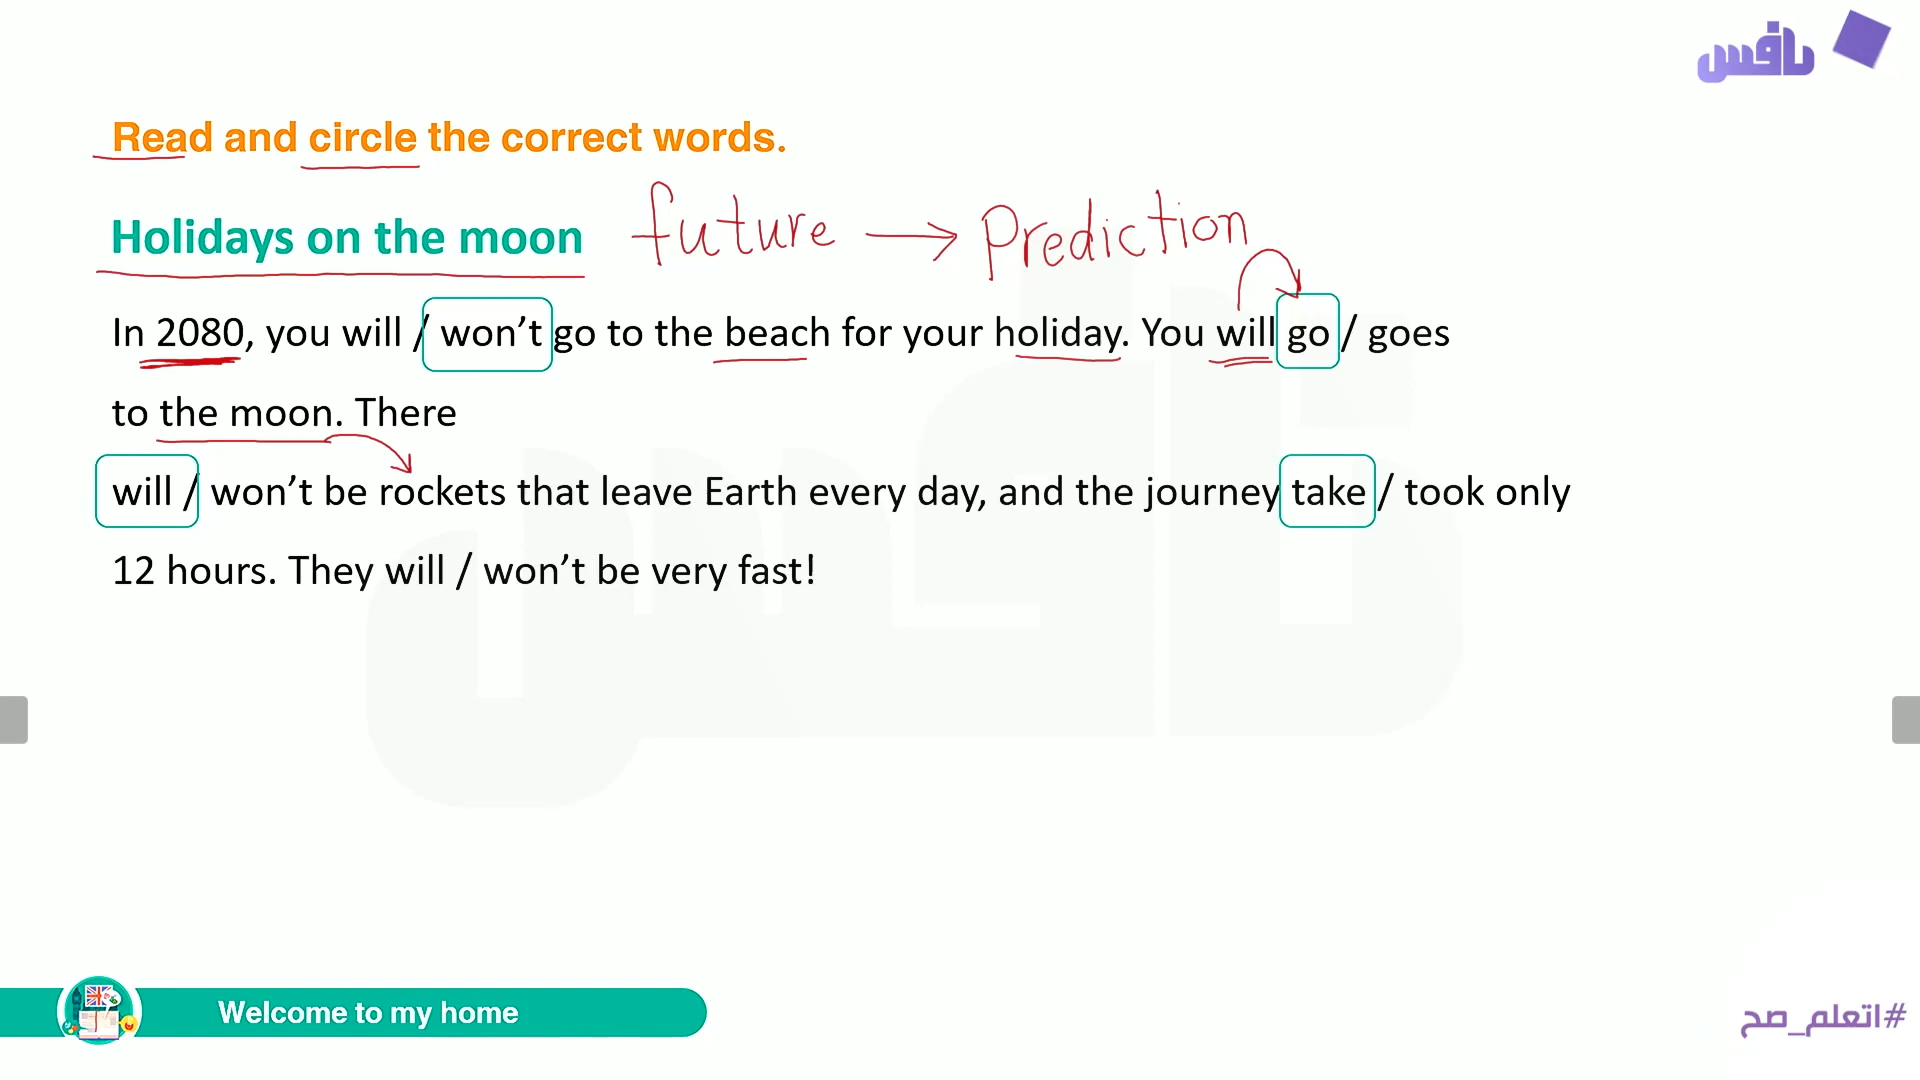 نافس
Read and circle the correct words.
Holidays on the moon future → Prediction
In 2080, you will / won’t go to the beach for your holiday. You will go / goes
to the moon. There
will / won’t be rockets that leave Earth every day, and the journey take / took only
12 hours. They will / won’t be very fast!
Welcome to my home
#اتعلم_صح